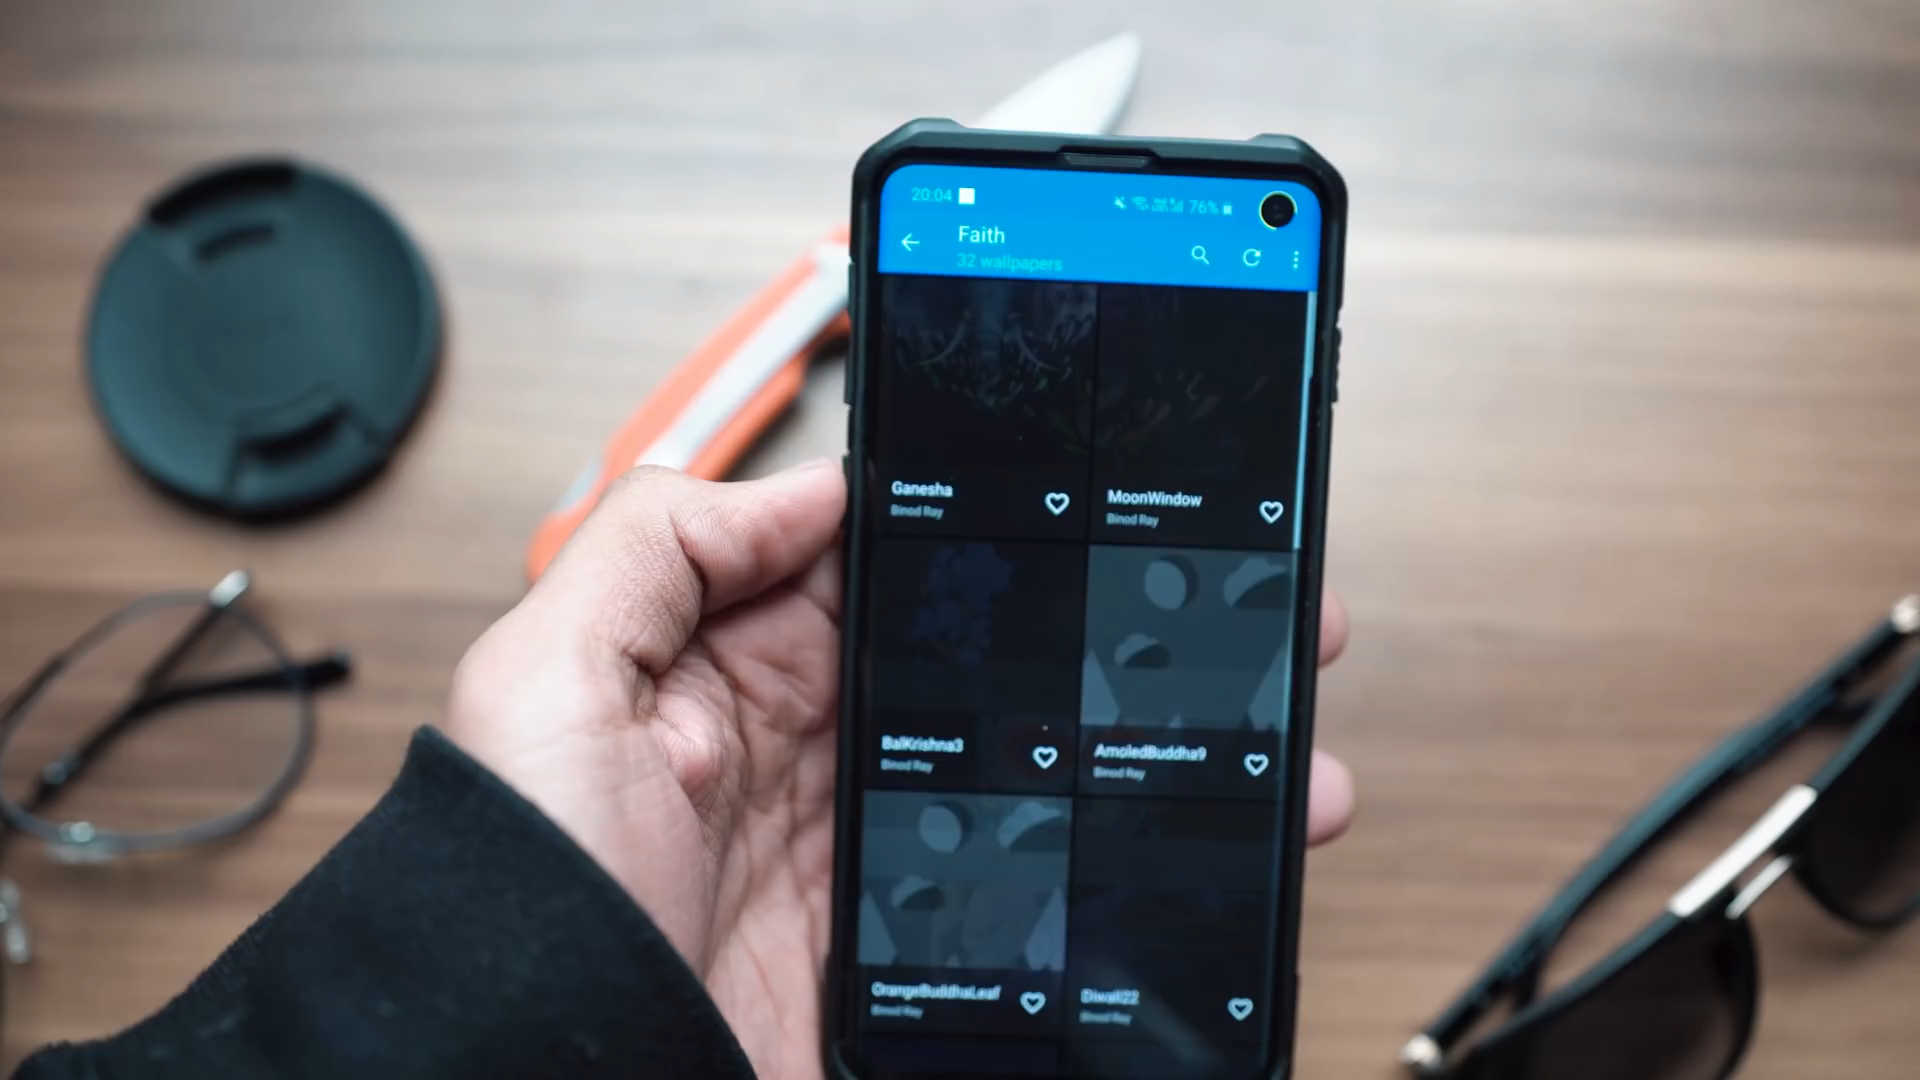 20:04
76%
Faith
32 wallpapers
Ganesha
Binod Ray
MoonWindow
Binod Ray
BalKrishna3
Binod Ray
AmoledBuddha9
Binod Ray
OrangeBuddhaLeaf
Binod Ray
Diwali22
Binod Ray